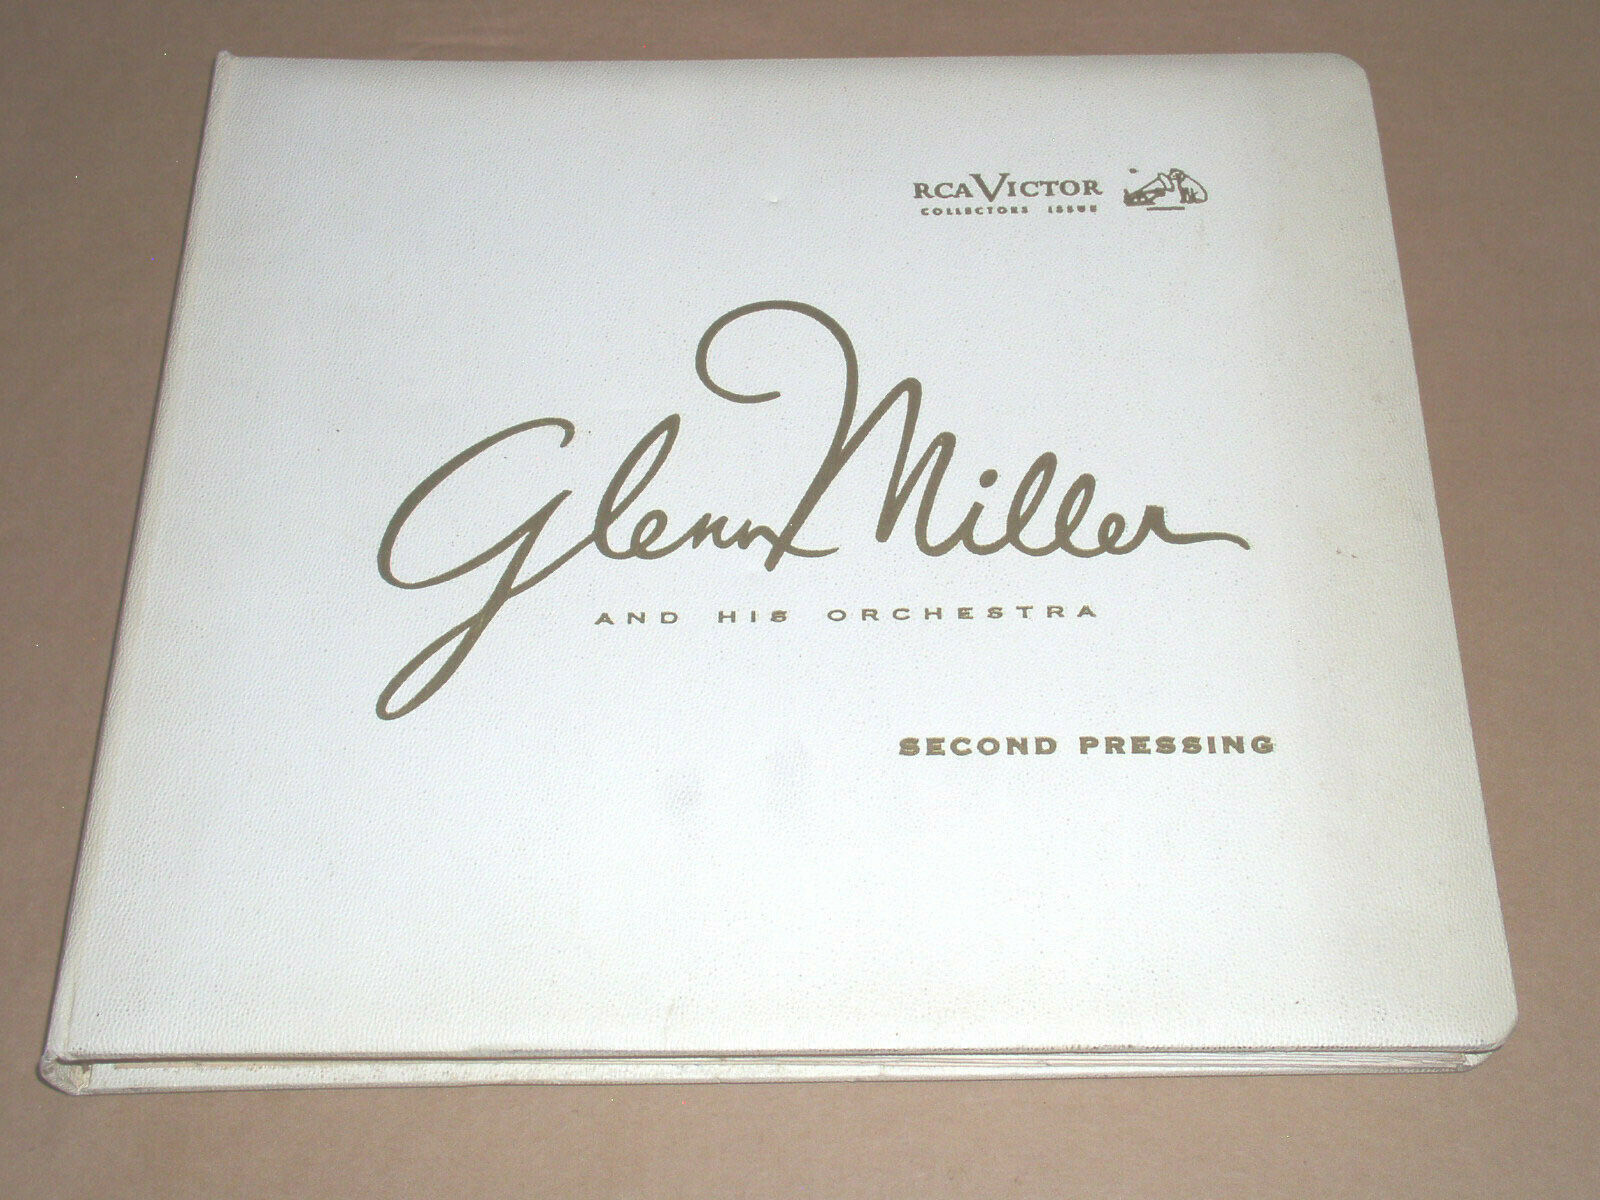 RCA VICTOR
COLLECTORS ISSUE
Glenn Miller
AND HIS ORCHESTRA
SECOND PRESSING